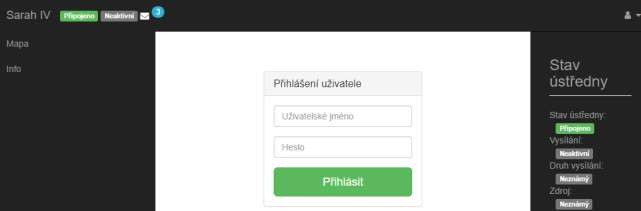 Sarah IV Připojeno Neaktivní 3
Mapa
Info
Přihlášení uživatele
Uživatelské jméno
Heslo
Přihlásit
Stav
ústředny
Stav ústředny:
Připojeno
Vysílání:
Neaktivní
Druh vysílání:
Neznámý
Zdroj:
Neznámý